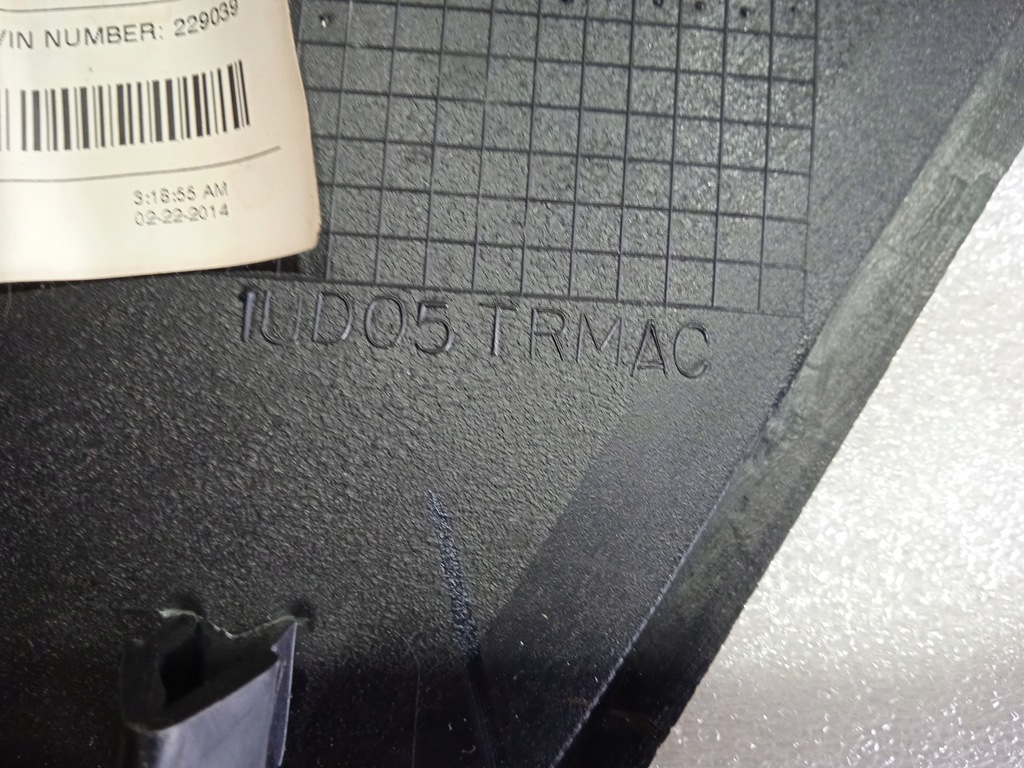 VIN NUMBER: 229039
3:18:55 AM
02-22-2014
1UD05 TRMAC